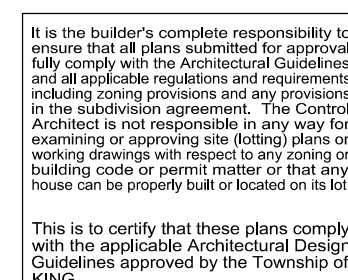 It is the builder's complete responsibility to
ensure that all plans submitted for approval
fully comply with the Architectural Guidelines
and all applicable regulations and requirements
including zoning provisions and any provisions
in the subdivision agreement. The Control
Architect is not responsible in any way for
examining or approving site (lotting) plans or
working drawings with respect to any zoning or
building code or permit matter or that any
house can be properly built or located on its lot
This is to certify that these plans comply
with the applicable Architectural Design
Guidelines approved by the Township of
KING